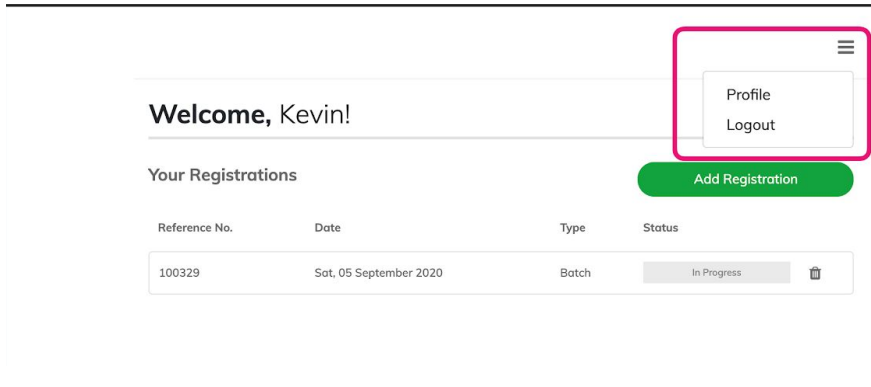 Profile
Logout
Welcome, Kevin!
Your Registrations
Add Registration
Reference No. Date Type Status
100329 Sat, 05 September 2020 Batch In Progress